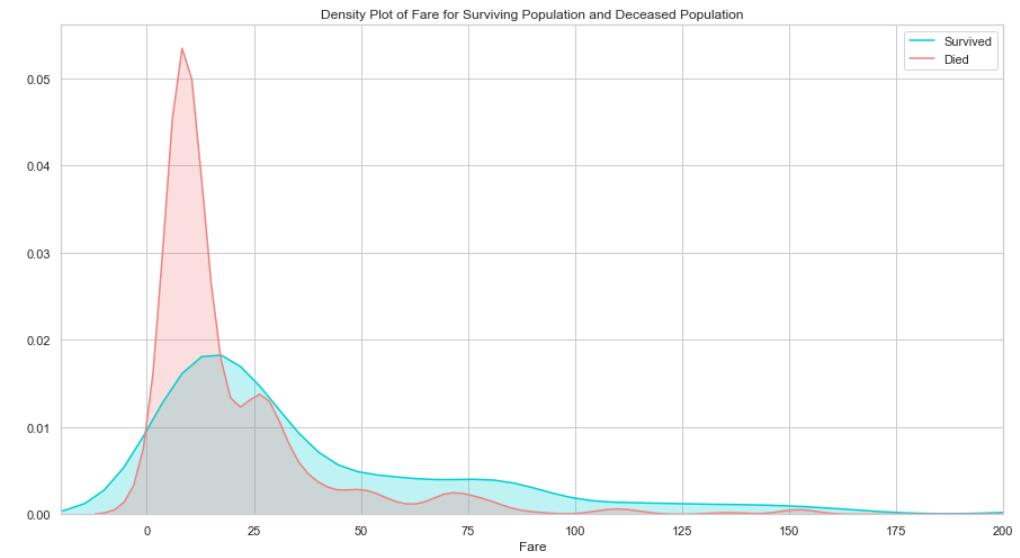 Density Plot of Fare for Surviving Population and Deceased Population
Survived
Died
0.05
0.04
0.03
0.02
0.01
0.00
0 25 50 75 100 125 150 175 200
Fare